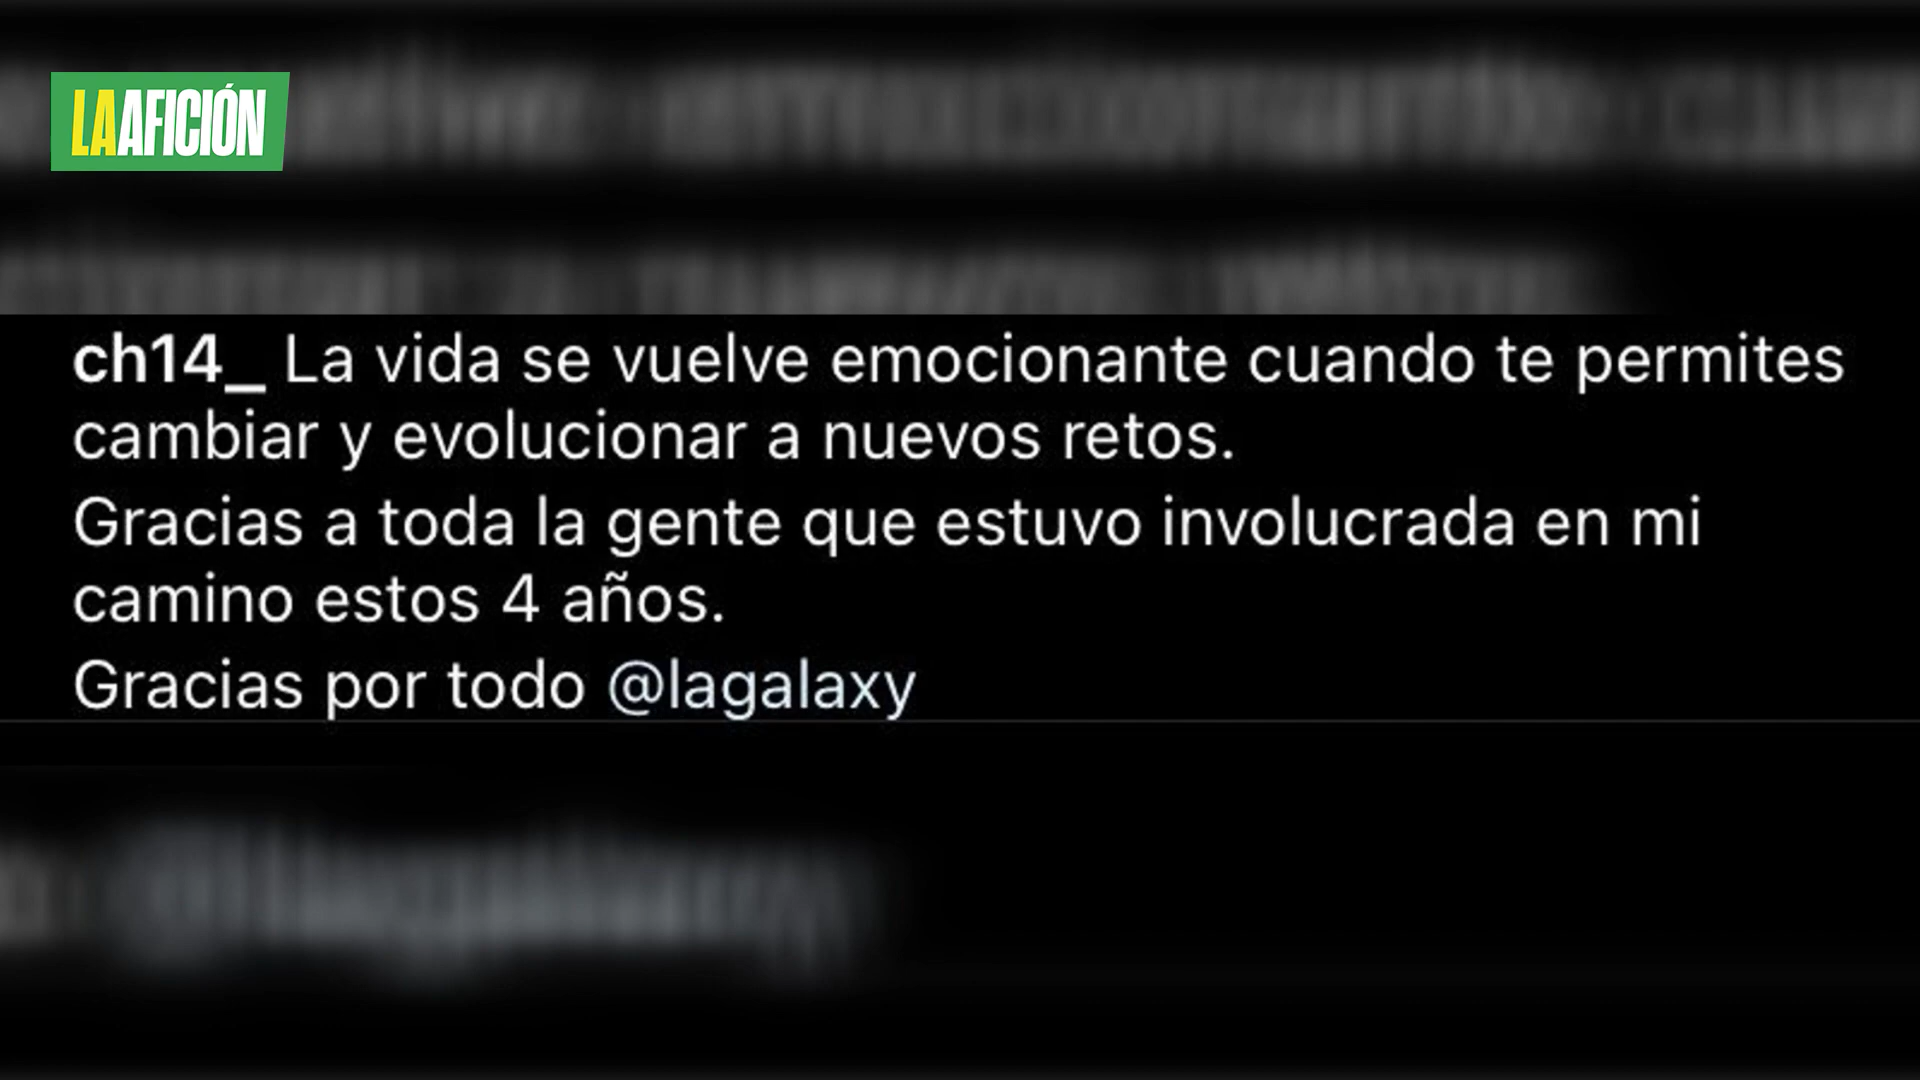 LAAFICIÓN
ch14_ La vida se vuelve emocionante cuando te permites
cambiar y evolucionar a nuevos retos.
Gracias a toda la gente que estuvo involucrada en mi
camino estos 4 años.
Gracias por todo @lagalaxy